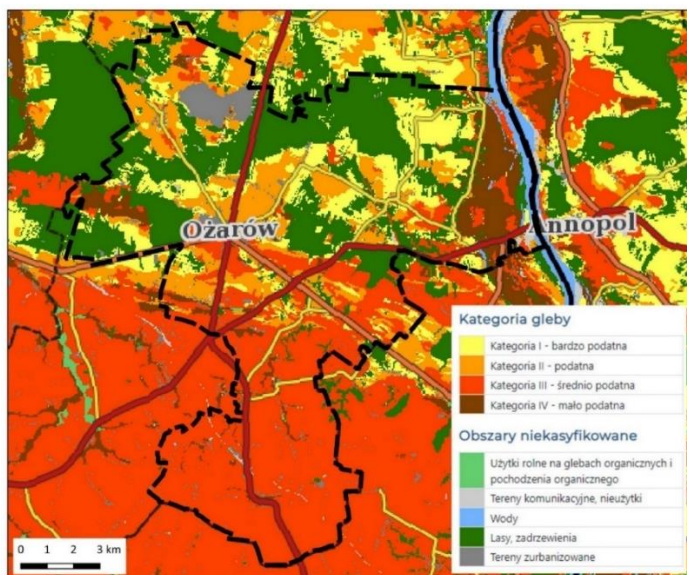 Ożarów
Annopol
Kategoria gleby
Kategoria I - bardzo podatna
Kategoria II - podatna
Kategoria III - średnio podatna
Kategoria IV - mało podatna
Obszary niekasyfikowane
Użytki rolne na glebach organicznych i
pochodzenia organicznego
Tereny komunikacyjne, nieużytki
Wody
Lasy, zadrzewienia
Tereny zurbanizowane
0 1 2 3 km